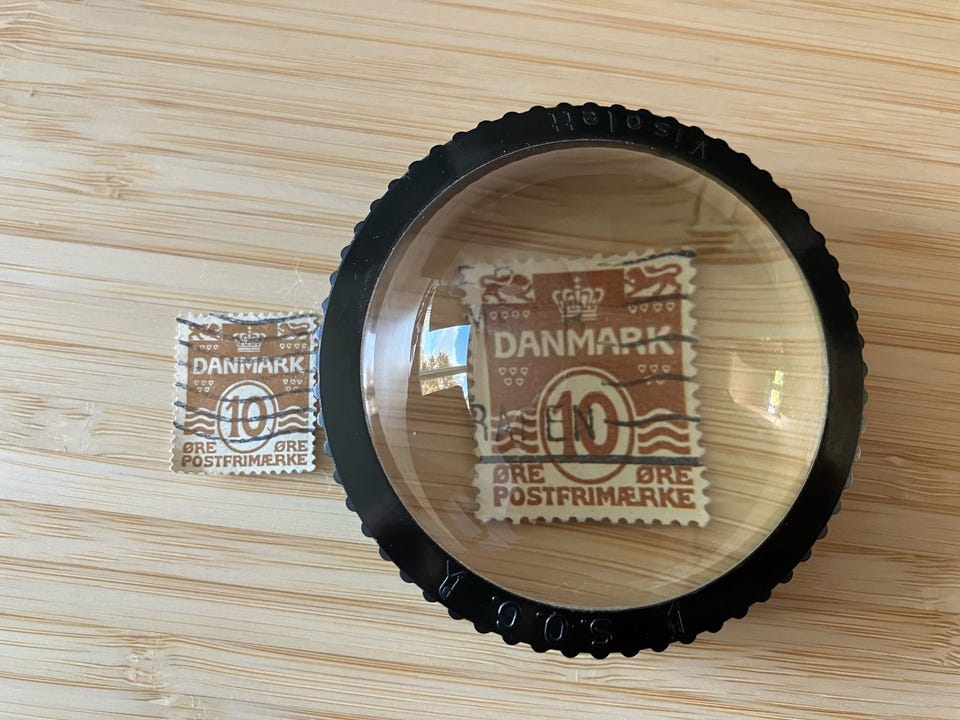 DANMARK
10
ØRE ØRE
POSTFRIMÆRKE
DANMARK
10
ØRE ØRE
POSTFRIMÆRKE
Visolett